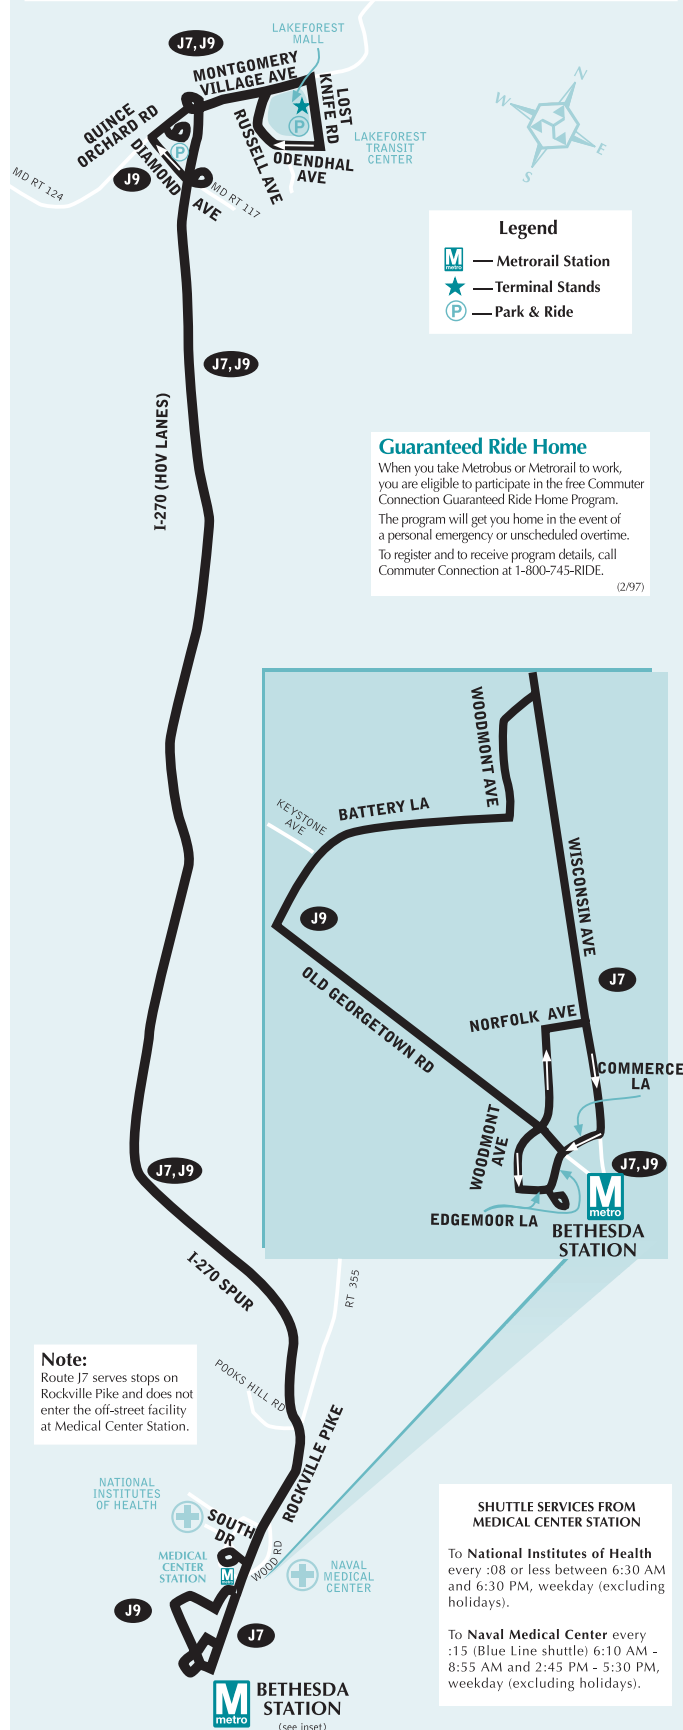 LAKEFOREST
MALL
J7, J9
MONTGOMERY
VILLAGE AVE
LOST
KNIFE RD
QUINCE
ORCHARD RD
RUSSELL AVE
P
P
LAKEFOREST
TRANSIT
CENTER
ODENDHAL
AVE
DIAMOND AVE
J9
MD RT 124
MD RT 117
N
W
E
S
Legend
M
metro
Metrorail Station
Terminal Stands
P
Park & Ride
J7, J9
I-270 (HOV LANES)
Guaranteed Ride Home
When you take Metrobus or Metrorail to work,
you are eligible to participate in the free Commuter
Connection Guaranteed Ride Home Program.
The program will get you home in the event of
a personal emergency or unscheduled overtime.
To register and to receive program details, call
Commuter Connection at 1-800-745-RIDE.
(2/97)
WOODMONT AVE
KEYSTONE
AVE
BATTERY LA
WISCONSIN AVE
J9
J7
OLD GEORGETOWN RD
NORFOLK AVE
COMMERCE
LA
WOODMONT
AVE
J7, J9
M
metro
EDGEMOOR LA
BETHESDA
STATION
J7, J9
I-270 SPUR
RT 355
Note:
Route J7 serves stops on
Rockville Pike and does not
enter the off-street facility
at Medical Center Station.
POOKS HILL RD
ROCKVILLE PIKE
NATIONAL
INSTITUTES
OF HEALTH
SOUTH
DR
MEDICAL
CENTER
STATION
M
metro
WOOD RD
NAVAL
MEDICAL
CENTER
J9
J7
M
metro
BETHESDA
STATION
(see inset)
SHUTTLE SERVICES FROM
MEDICAL CENTER STATION
To National Institutes of Health
every :08 or less between 6:30 AM
and 6:30 PM, weekday (excluding
holidays).
To Naval Medical Center every
:15 (Blue Line shuttle) 6:10 AM -
8:55 AM and 2:45 PM - 5:30 PM,
weekday (excluding holidays).